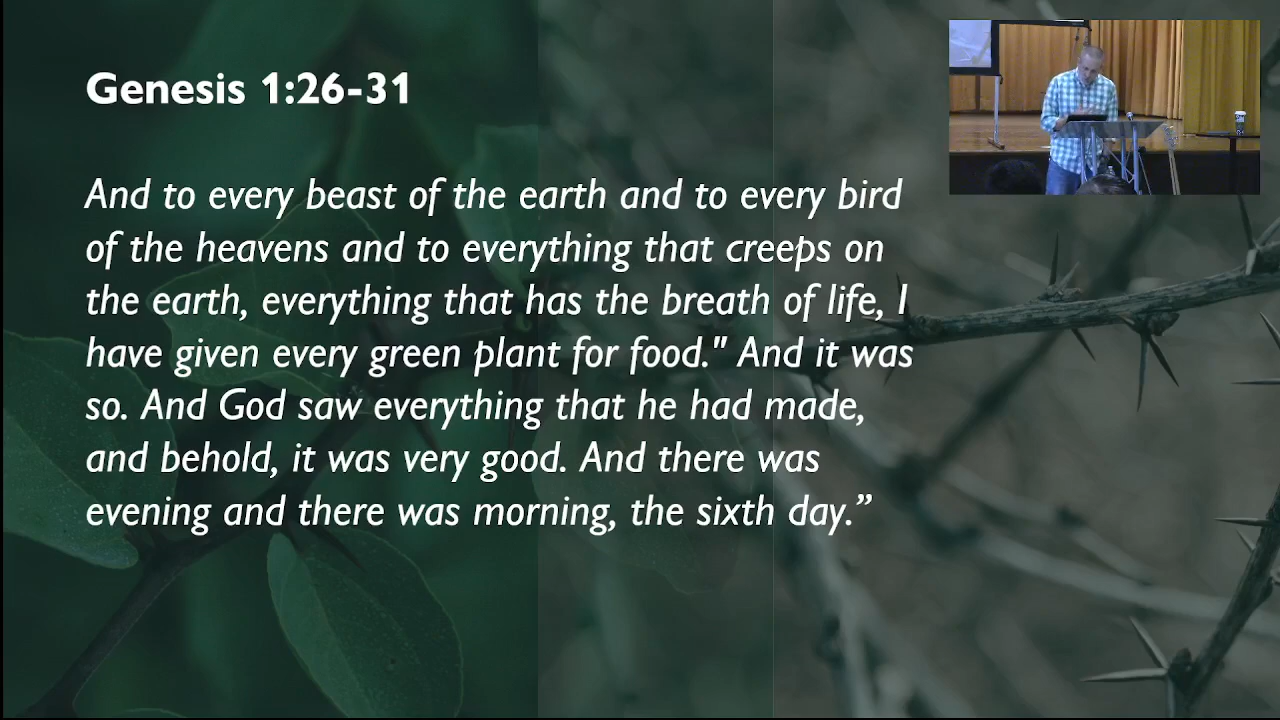 Genesis 1:26-31
And to every beast of the earth and to every bird
of the heavens and to everything that creeps on
the earth, everything that has the breath of life, I
have given every green plant for food." And it was
so. And God saw everything that he had made,
and behold, it was very good. And there was
evening and there was morning, the sixth day.”